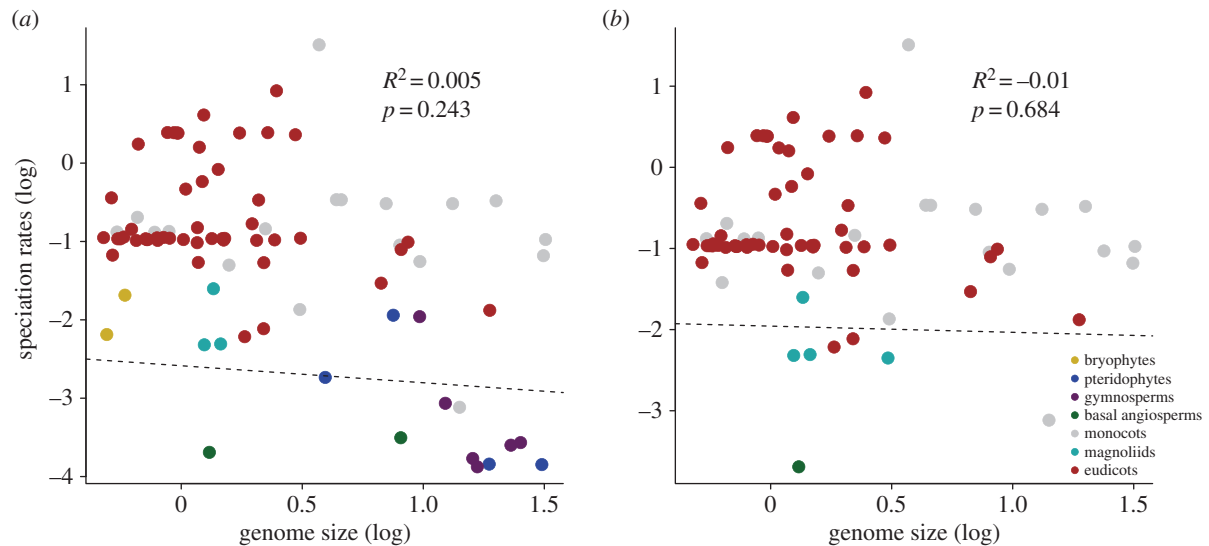 (a)
R² = 0.005
p = 0.243
1
0
−1
−2
−3
−4
speciation rates (log)
0
0.5
1.0
1.5
genome size (log)
(b)
R² = −0.01
p = 0.684
1
0
−1
−2
−3
−4
bryophytes
pteridophytes
gymnosperms
basal angiosperms
monocots
magnoliids
eudicots
0
0.5
1.0
1.5
genome size (log)